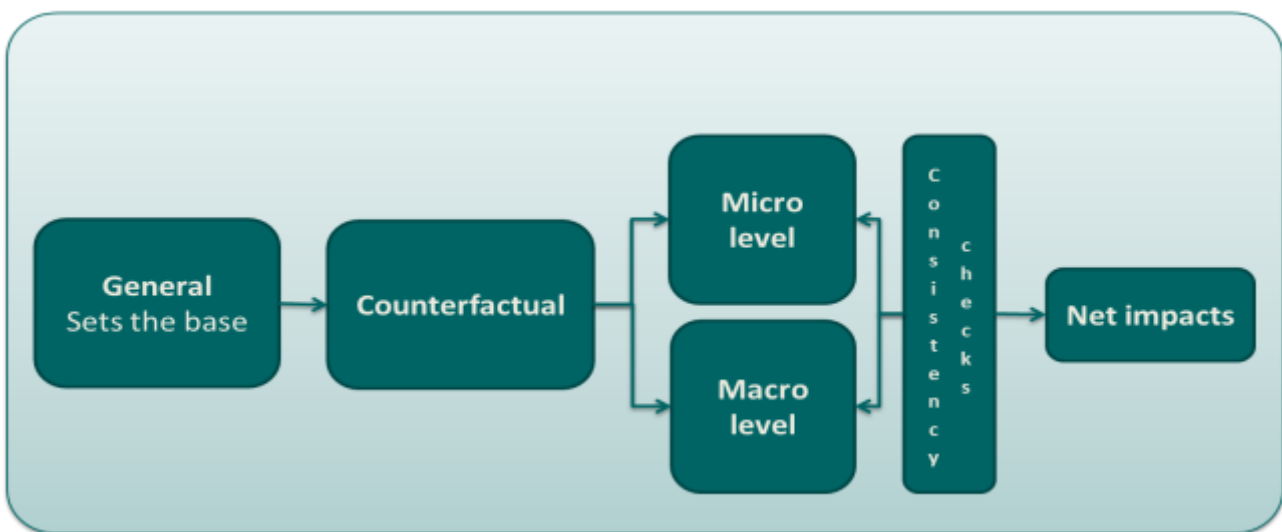 General
Sets the base
Counterfactual
Micro
level
Macro
level
Consistency
checks
Net impacts